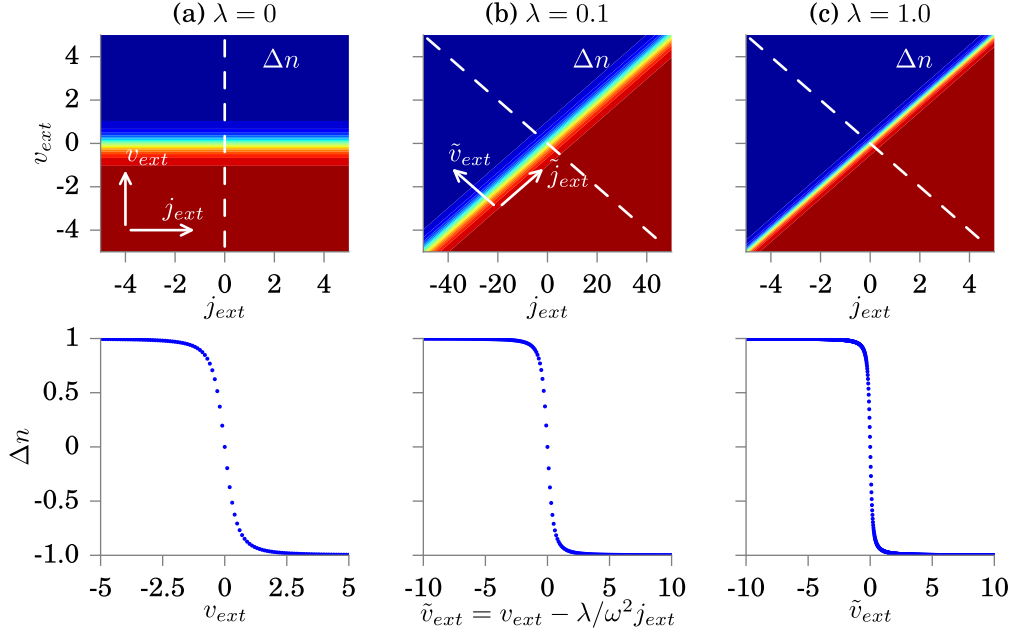 (a) λ = 0
(b) λ = 0.1
(c) λ = 1.0
4
2
0
-2
-4
v_ext
Δn
v_ext
j_ext
-4 -2 0 2 4
j_ext
Δn
ṽ_ext
j̃_ext
-40 -20 0 20 40
j_ext
Δn
-4 -2 0 2 4
j_ext
1
0.5
0
-0.5
-1.0
Δn
-5 -2.5 0 2.5 5
v_ext
-10 -5 0 5 10
ṽ_ext = v_ext − λ/ω² j_ext
-10 -5 0 5 10
ṽ_ext